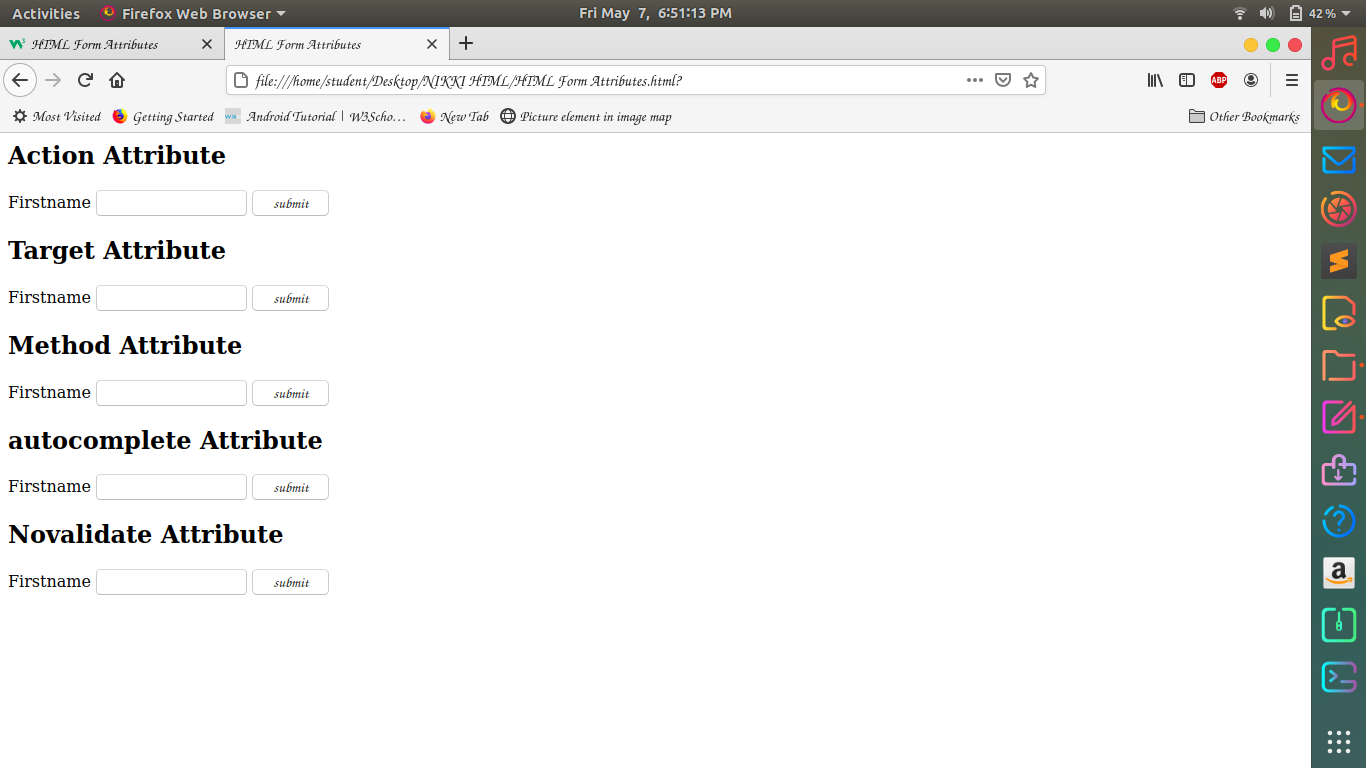 Activities Firefox Web Browser Fri May 7, 6:51:13 PM 42%
HTML Form Attributes HTML Form Attributes
file:///home/student/Desktop/NIKKI HTML/HTML Form Attributes.html?
ABP
Most Visited Getting Started Android Tutorial | W3Scho… New Tab Picture element in image map Other Bookmarks
Action Attribute
Firstname submit
Target Attribute
Firstname submit
Method Attribute
Firstname submit
autocomplete Attribute
Firstname submit
Novalidate Attribute
Firstname submit